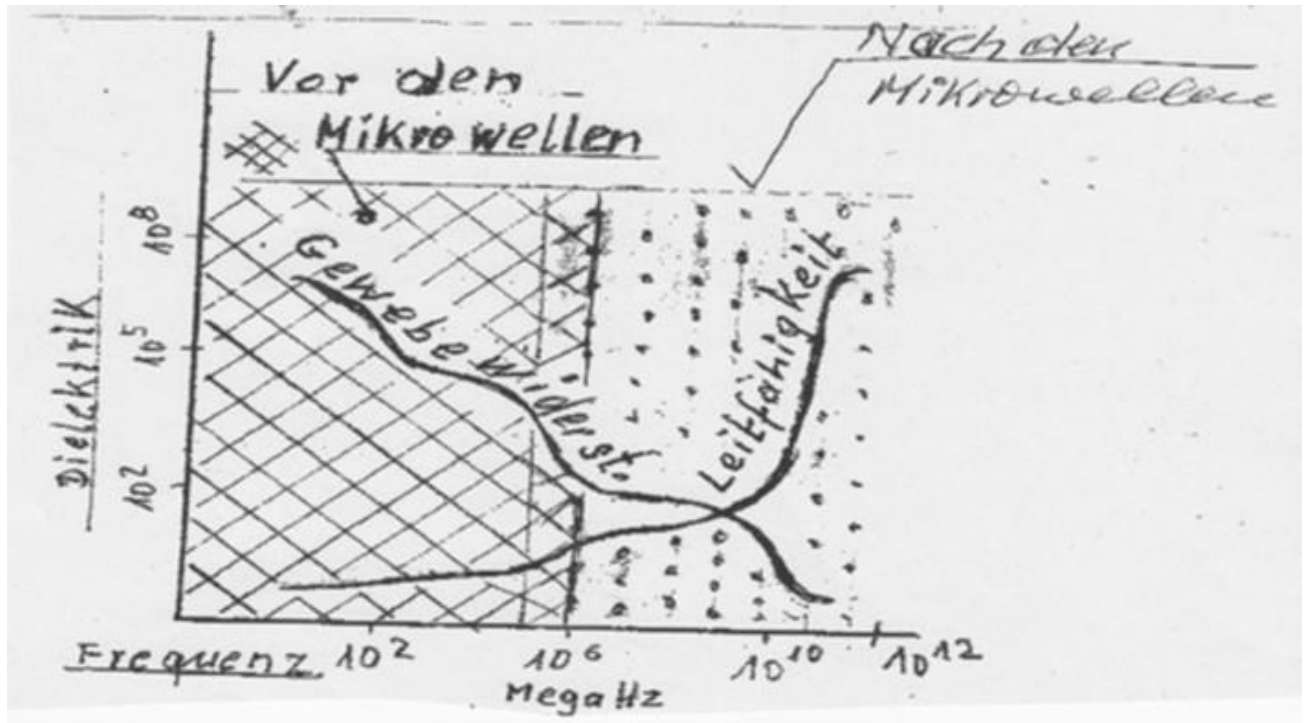 Vor den
Mikrowellen
Nach den
Mikrowellen
Dielektrik
10⁸
10⁵
10²
Gewebewiderst.
Leitfähigkeit
Frequenz
10²
10⁶
10¹⁰
10¹²
MegaHz